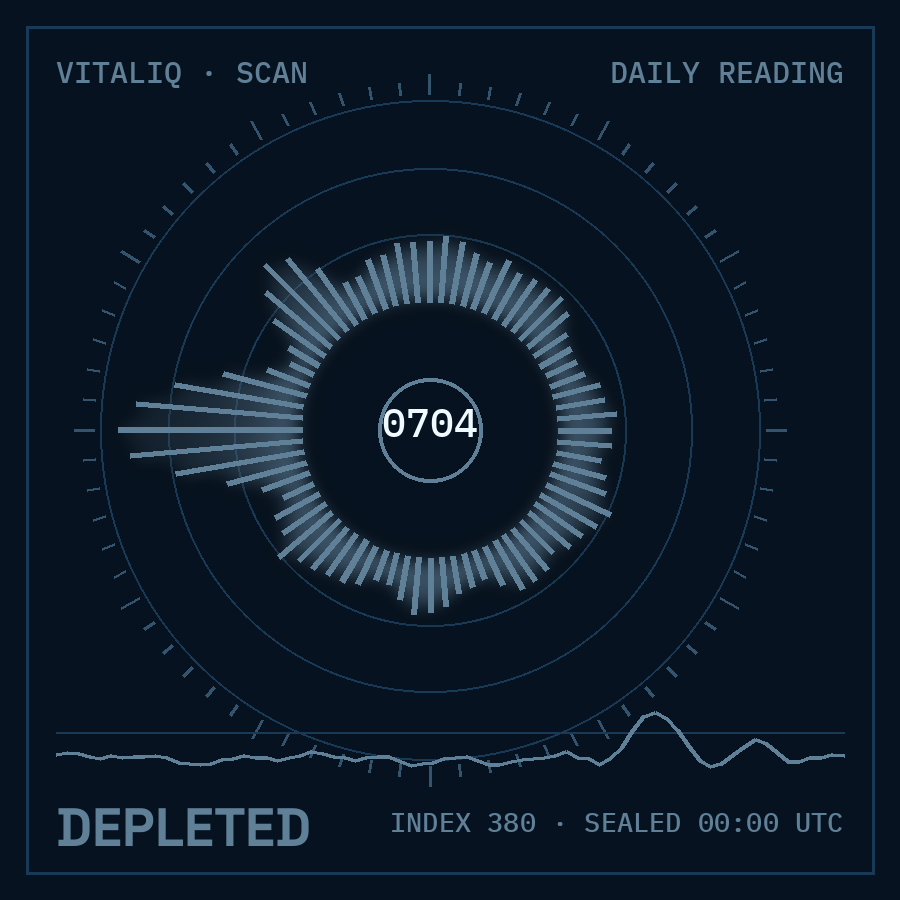 VITALIQ · SCAN
DAILY READING
0704
DEPLETED
INDEX 380 · SEALED 00:00 UTC